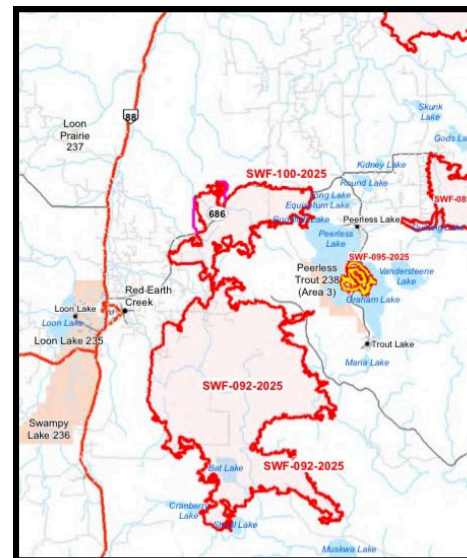 Skunk
Lake
88
Loon
Prairie
237
Gods La
Kidney Lake
SWF-100-2025
Round Lake
SWF-08
Long Lake
Equisetum Lake
686
Peerless Lake
Peerless
Lake
SWF-095-2025
Peerless
Trout 238
(Area 3)
Vandersteene
Lake
Red-Earth
Creek
Graham Lake
Loon Lake
Loon Lake
Loon Lake 235
Trout Lake
Maria Lake
SWF-092-2025
Swampy
Lake 236
SWF-092-2025
Bat Lake
Cranberry
Lake
Lake
Muskwa Lake